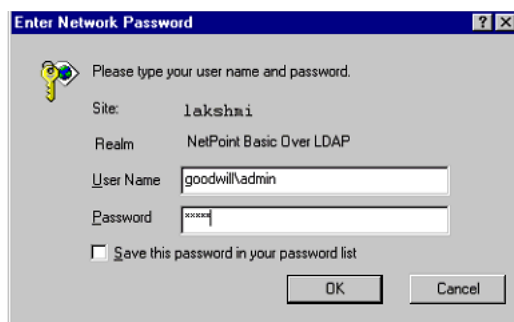 Enter Network Password
? ×
Please type your user name and password.
Site: lakshmi
Realm NetPoint Basic Over LDAP
User Name goodwill\admin
Password xxxxx
Save this password in your password list
OK Cancel